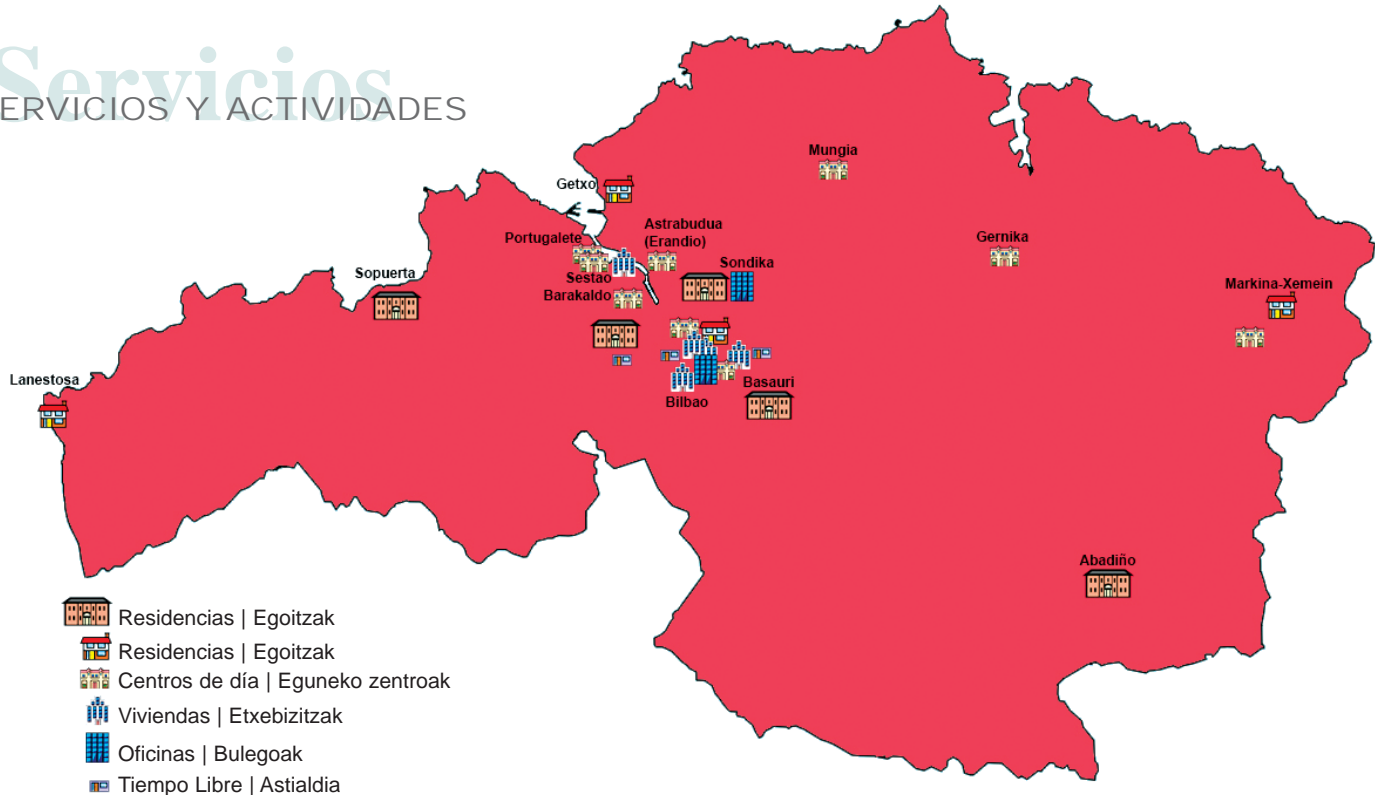 Servicios
ERVICIOS Y ACTIVIDADES
Mungia
Getxo
Astrabudua
(Erandio)
Portugalete
Gernika
Sondika
Sopuerta
Sestao
Barakaldo
Markina-Xemein
Lanestosa
Basauri
Bilbao
Abadiño
Residencias | Egoitzak
Residencias | Egoitzak
Centros de día | Eguneko zentroak
Viviendas | Etxebizitzak
Oficinas | Bulegoak
Tiempo Libre | Astialdia